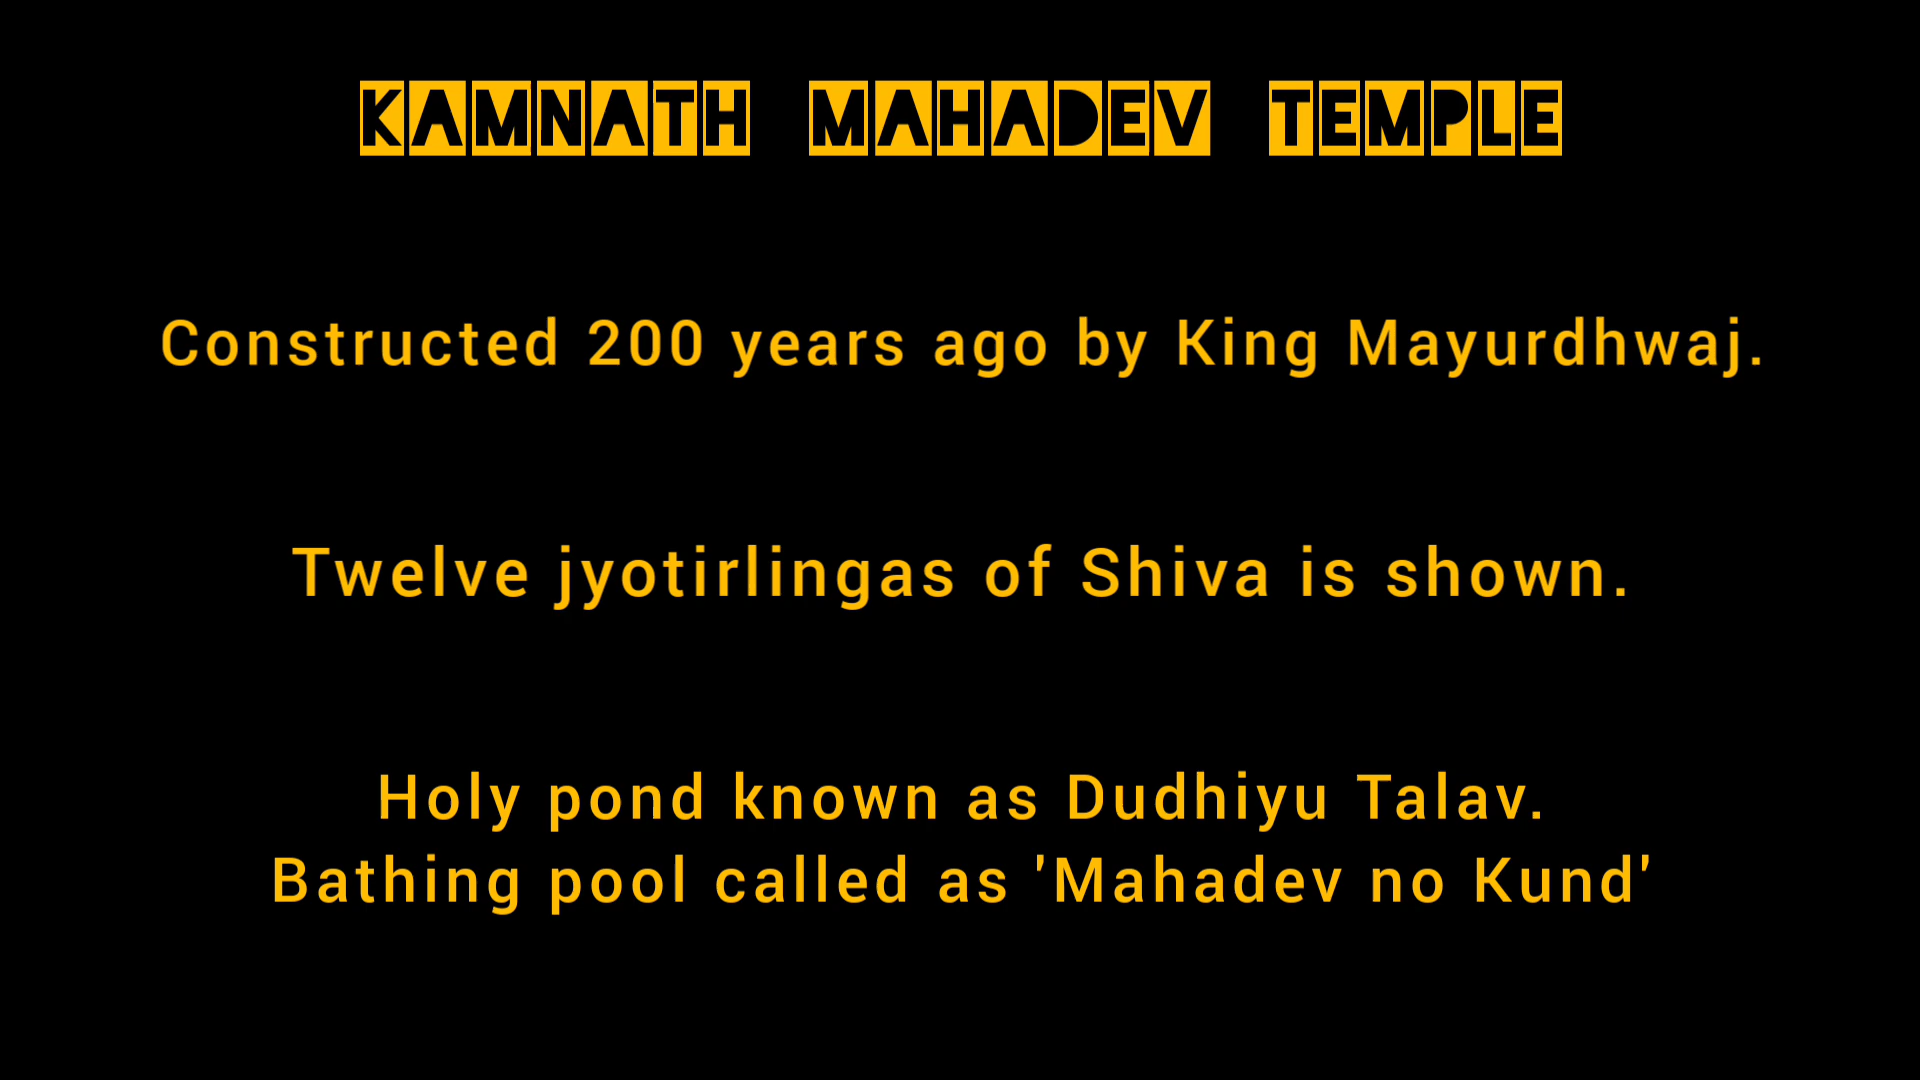 KAMNATH MAHADEV TEMPLE
Constructed 200 years ago by King Mayurdhwaj.
Twelve jyotirlingas of Shiva is shown.
Holy pond known as Dudhiyu Talav.
Bathing pool called as 'Mahadev no Kund'